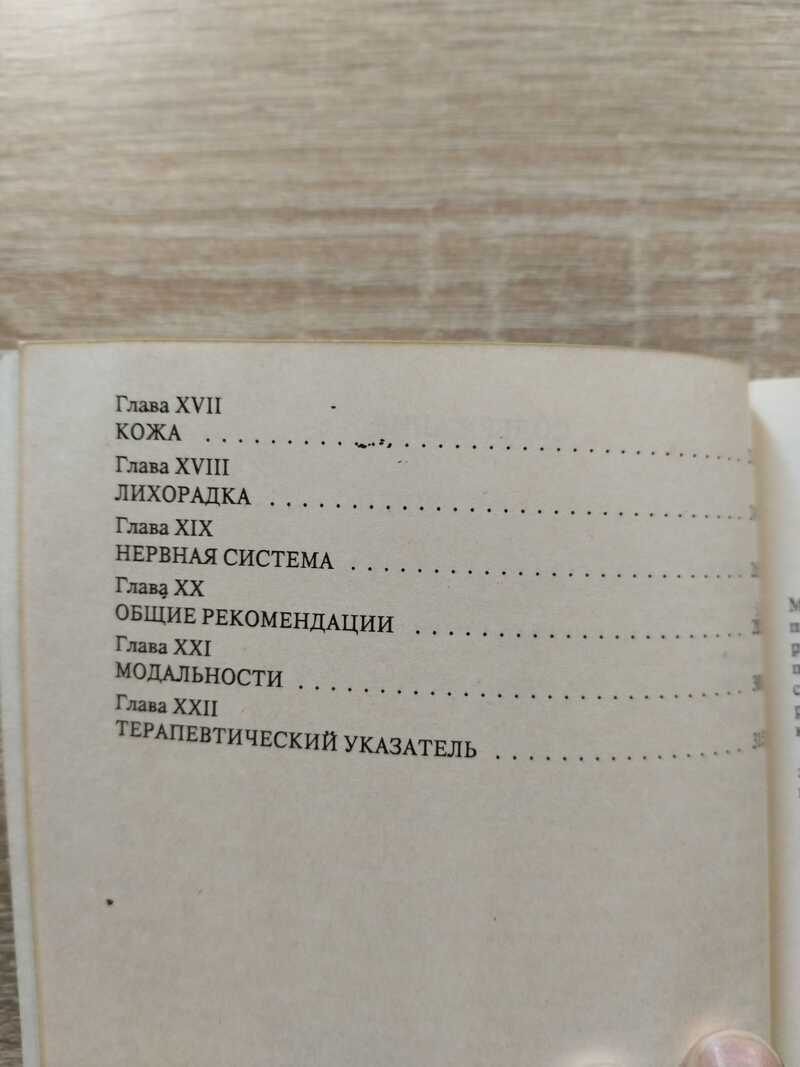 Глава XVII
КОЖА
Глава XVIII
ЛИХОРАДКА
Глава XIX
НЕРВНАЯ СИСТЕМА
Глава XX
ОБЩИЕ РЕКОМЕНДАЦИИ
Глава XXI
МОДАЛЬНОСТИ
Глава XXII
ТЕРАПЕВТИЧЕСКИЙ УКАЗАТЕЛЬ